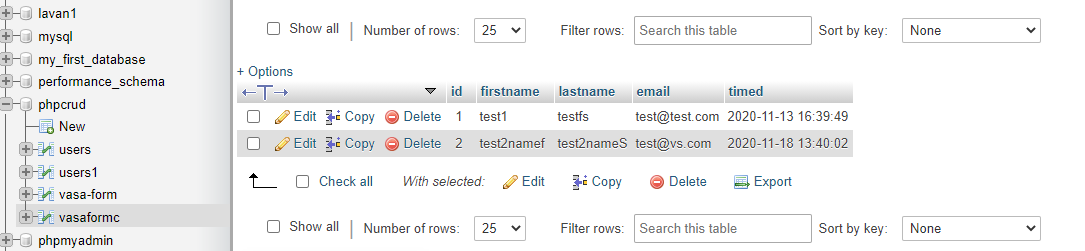 lavan1
mysql
my_first_database
performance_schema
phpcrud
New
users
users1
vasa-form
vasaformc
phpmyadmin
Show all | Number of rows: 25 Filter rows: Search this table Sort by key: None
+ Options
id firstname lastname email timed
Edit Copy Delete 1 test1 testfs test@test.com 2020-11-13 16:39:49
Edit Copy Delete 2 test2namef test2nameS test@vs.com 2020-11-18 13:40:02
Check all With selected: Edit Copy Delete Export
Show all | Number of rows: 25 Filter rows: Search this table Sort by key: None